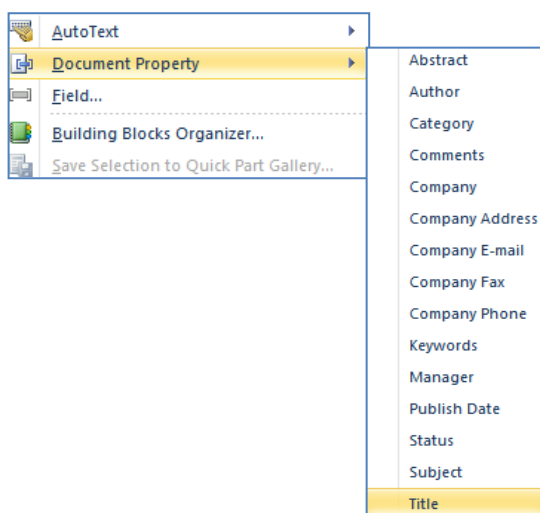 AutoText
Document Property
Field...
Building Blocks Organizer...
Save Selection to Quick Part Gallery...
Abstract
Author
Category
Comments
Company
Company Address
Company E-mail
Company Fax
Company Phone
Keywords
Manager
Publish Date
Status
Subject
Title